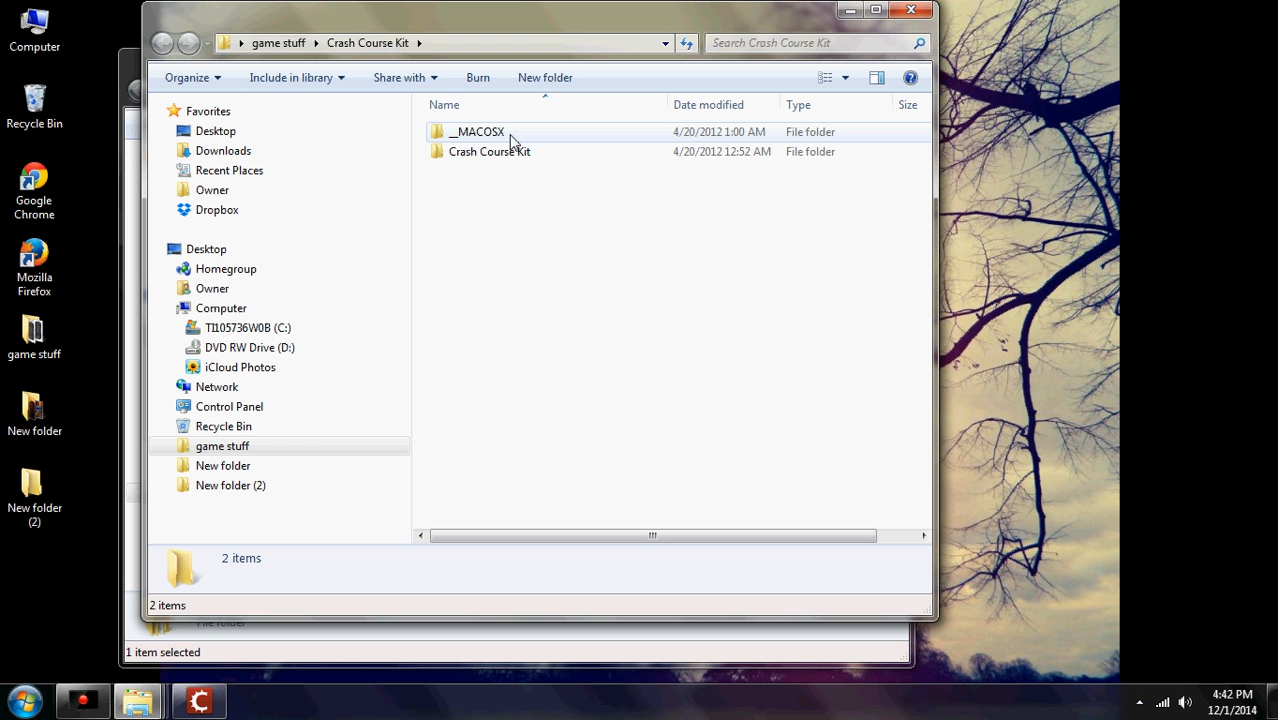 Computer
Recycle Bin
Google
Chrome
Mozilla
Firefox
game stuff
New folder
New folder
(2)
game stuff
Crash Course Kit
Search Crash Course Kit
Organize
Include in library
Share with
Burn
New folder
Name
Date modified
Type
Size
__MACOSX
4/20/2012 1:00 AM
File folder
Crash Course Kit
4/20/2012 12:52 AM
File folder
Favorites
Desktop
Downloads
Recent Places
Owner
Dropbox
Desktop
Homegroup
Owner
Computer
TI105736W0B (C:)
DVD RW Drive (D:)
iCloud Photos
Network
Control Panel
Recycle Bin
game stuff
New folder
New folder (2)
2 items
2 items
File folder
1 item selected
4:42 PM
12/1/2014